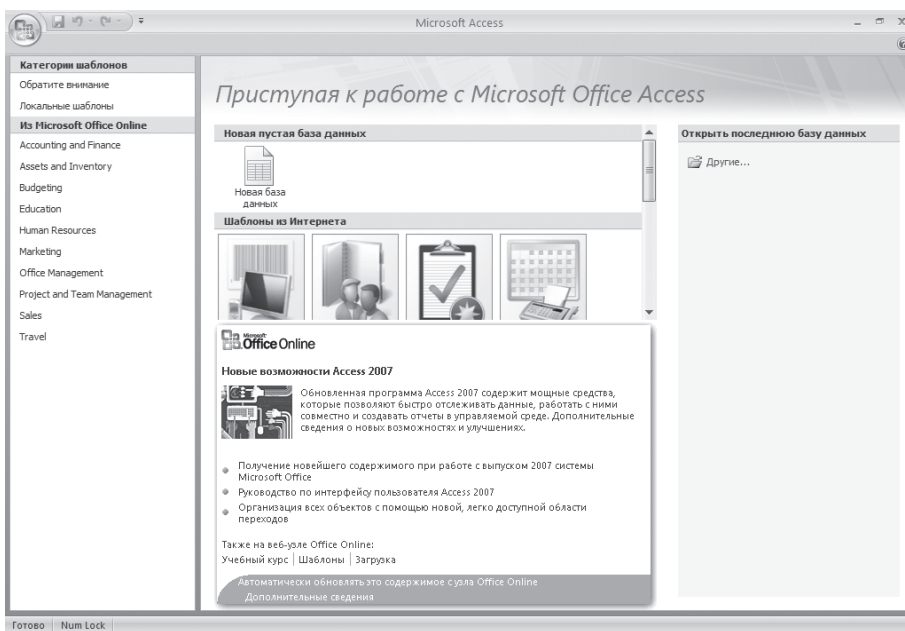 Microsoft Access
Категории шаблонов
Обратите внимание
Локальные шаблоны
Из Microsoft Office Online
Accounting and Finance
Assets and Inventory
Budgeting
Education
Human Resources
Marketing
Office Management
Project and Team Management
Sales
Travel
Приступая к работе с Microsoft Office Access
Новая пустая база данных
Новая база
данных
Шаблоны из Интернета
Microsoft
Office Online
Новые возможности Access 2007
Обновленная программа Access 2007 содержит мощные средства,
которые позволяют быстро отслеживать данные, работать с ними
совместно и создавать отчеты в управляемой среде. Дополнительные
сведения о новых возможностях и улучшениях.
Получение новейшего содержимого при работе с выпуском 2007 системы
Microsoft Office
Руководство по интерфейсу пользователя Access 2007
Организация всех объектов с помощью новой, легко доступной области
переходов
Также на веб-узле Office Online:
Учебный курс | Шаблоны | Загрузка
Автоматически обновлять это содержимое с узла Office Online
Дополнительные сведения
Открыть последнюю базу данных
Другие...
Готово Num Lock